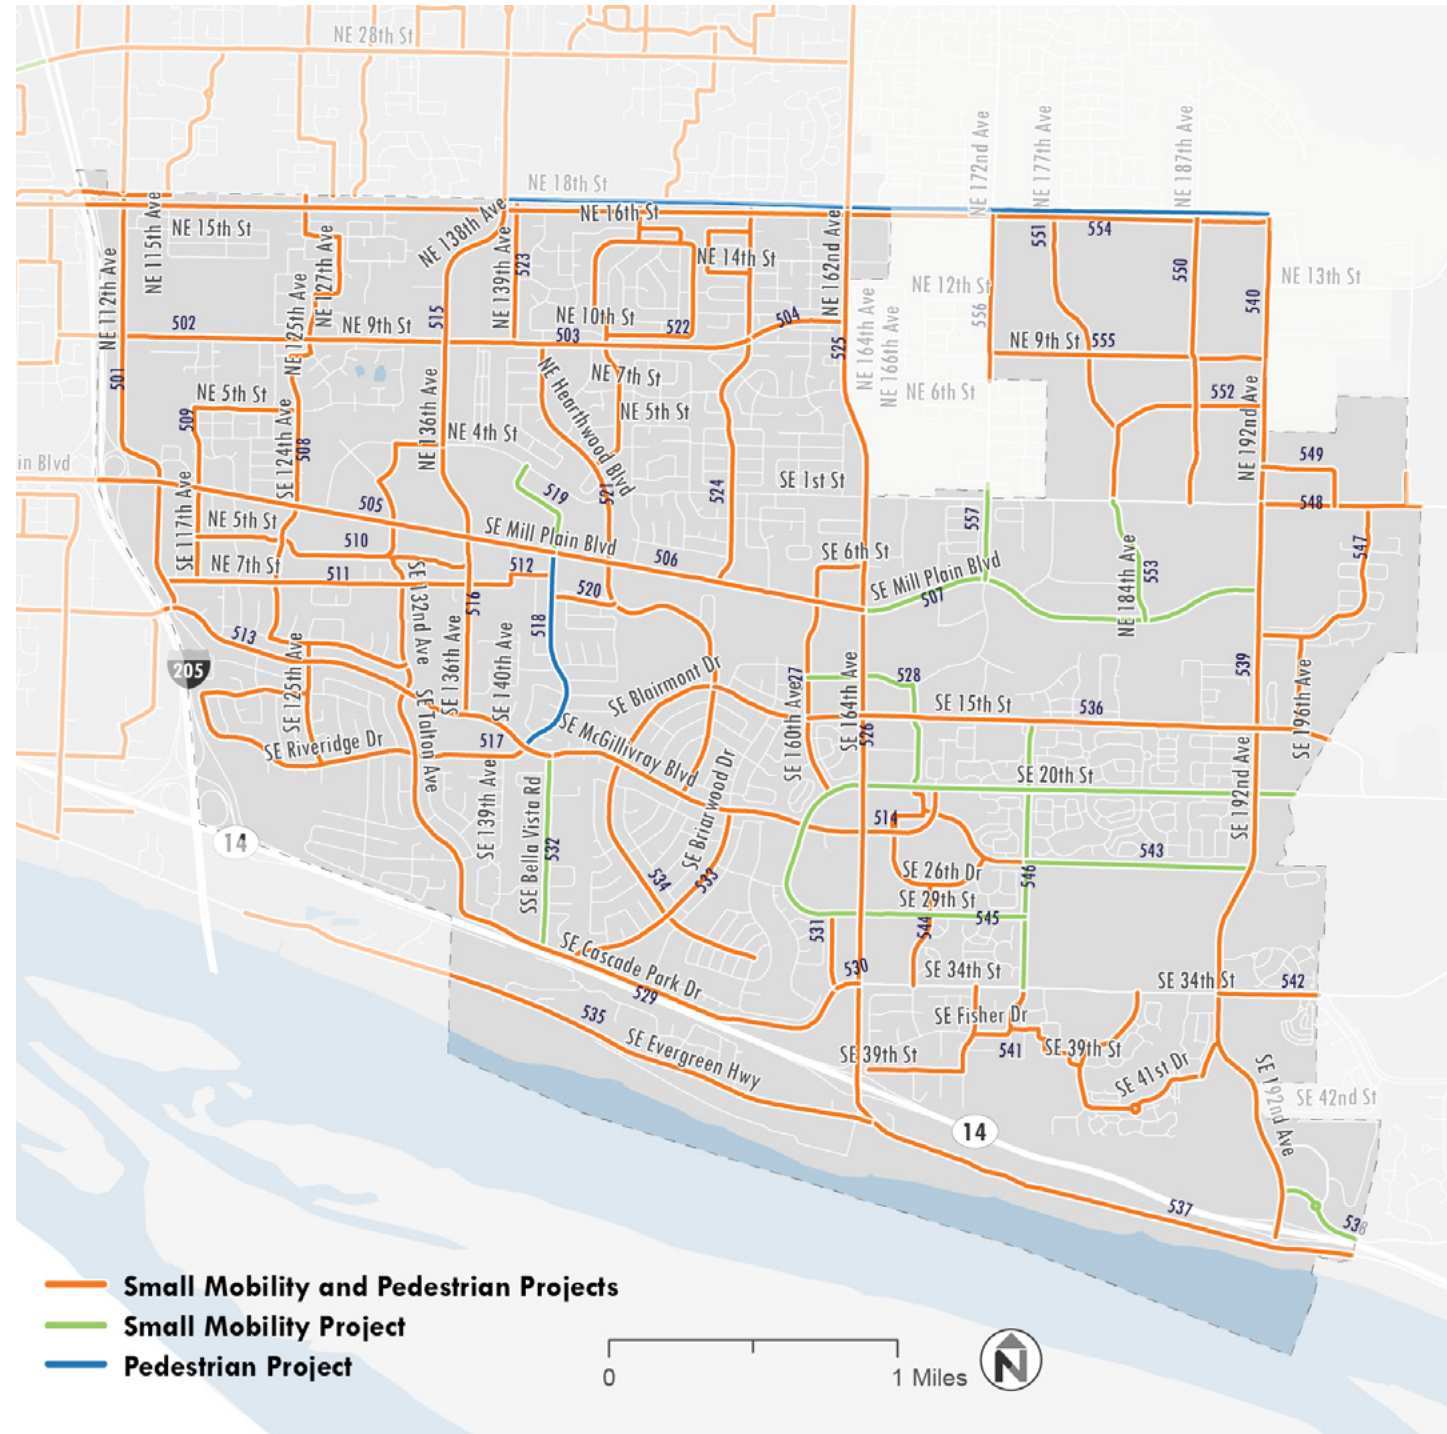 NE 28th St
NE 18th St
NE 172nd Ave
NE 177th Ave
NE 187th Ave
NE 115th Ave
NE 15th St
NE 127th Ave
NE 138th Ave
NE 139th Ave
523
NE 16th St
NE 14th St
NE 162nd Ave
551
554
550
NE 13th St
NE 112th Ave
NE 125th Ave
515
NE 12th St
556
540
502
NE 9th St
NE 10th St
503
522
504
525
NE 164th Ave
NE 166th Ave
NE 9th St
555
501
NE 5th St
509
NE 136th Ave
NE Hearthwood Blvd
NE 7th St
NE 5th St
NE 6th St
552
NE 192nd Ave
SE 124th Ave
508
NE 4th St
in Blvd
549
SE 117th Ave
505
519
521
524
SE 1st St
548
NE 5th St
510
SE Mill Plain Blvd
506
SE 6th St
557
547
NE 7th St
511
512
520
SE Mill Plain Blvd
507
NE 184th Ave
553
SE 132nd Ave
516
518
513
SE 125th Ave
SE 136th Ave
SE 140th Ave
205
SE Blairmont Dr
27
SE 160th Ave
SE 164th Ave
526
528
539
SE 196th Ave
SE 15th St
536
SE Riveridge Dr
SE Talton Ave
517
SE McGillivray Blvd
SE 139th Ave
SSE Bella Vista Rd
532
SE Briarwood Dr
SE 20th St
SE 192nd Ave
514
14
534
533
SE 26th Dr
546
543
SE 29th St
544
545
531
SE Cascade Park Dr
529
530
SE 34th St
SE 34th St
542
535
SE Evergreen Hwy
SE Fisher Dr
541
SE 39th St
SE 39th St
SE 41st Dr
SE 192nd Ave
SE 42nd St
14
537
538
Small Mobility and Pedestrian Projects
Small Mobility Project
Pedestrian Project
0
1 Miles
N